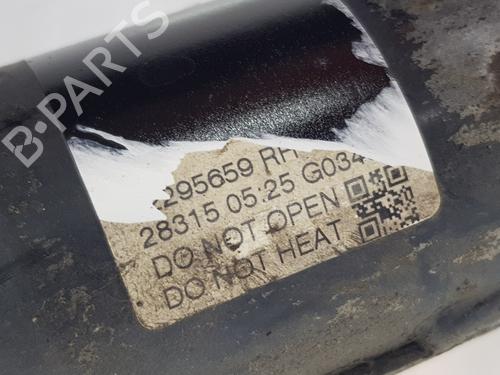 B-PARTS
295659 RH
28315 05:25 G034
DO NOT OPEN
DO NOT HEAT